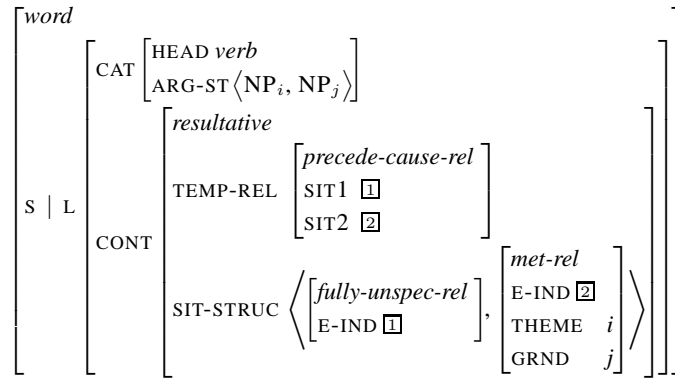 word
CAT
HEAD verb
ARG-ST ⟨NPi, NPj⟩
S | L
CONT
resultative
TEMP-REL
precede-cause-rel
SIT1 1
SIT2 2
SIT-STRUC
fully-unspec-rel
E-IND 1
,
met-rel
E-IND 2
THEME i
GRND j